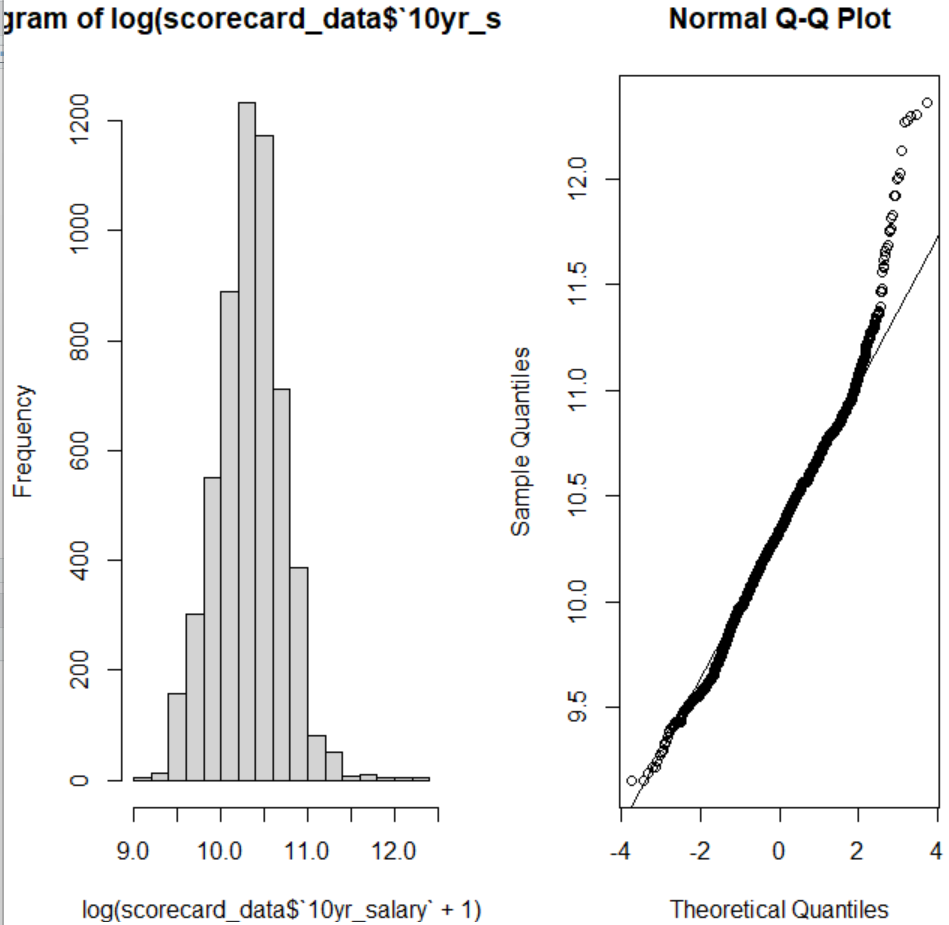 gram of log(scorecard_data$`10yr_s
Normal Q-Q Plot
Frequency
0
200
400
600
800
1000
1200
9.0 10.0 11.0 12.0
log(scorecard_data$`10yr_salary` + 1)
Sample Quantiles
9.5
10.0
10.5
11.0
11.5
12.0
-4 -2 0 2 4
Theoretical Quantiles